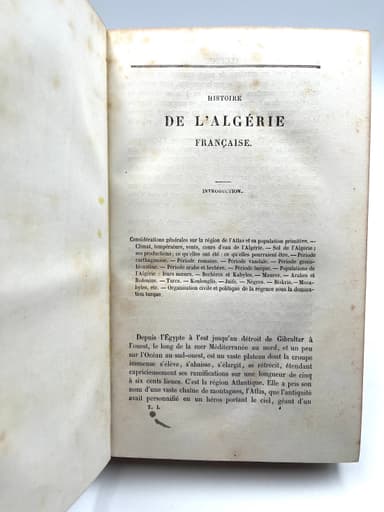 HISTOIRE
DE L'ALGÉRIE
FRANÇAISE.
INTRODUCTION.
Considérations générales sur la région de l'Atlas et sa population primitive. —
Climat, température, vents, cours d'eau de l'Algérie. — Sol de l'Algérie;
ses productions; ce qu'elles ont été; ce qu'elles pourraient être. — Période
carthaginoise. — Période romaine. — Période vandale. — Période greco-
bizantine. — Période arabe et berbère. — Période turque. — Populations de
l'Algérie: leurs mœurs. — Berbères et Kabyles. — Maures. — Arabes et
Bédouins. — Turcs. — Koulouglis. — Juifs. — Nègres. — Biskris. — Mozabytes,
etc. — Organisation civile et politique de la régence sous la domination
turque.
Depuis l'Égypte à l'est jusqu'au détroit de Gibraltar à
l'ouest, le long de la mer Méditerranée au nord, et un peu
sur l'Océan au sud-ouest, est un vaste plateau dont la croupe
immense s'élève, s'abaisse, s'élargit, se rétrécit, étendant
capricieusement ses ramifications sur une longueur de cinq
à six cents lieues. C'est la région Atlantique. Elle a pris son
nom d'une vaste chaîne de montagnes, l'Atlas, que l'antiquité
avait personnifié en un héros portant le ciel, géant d'un
T. I.